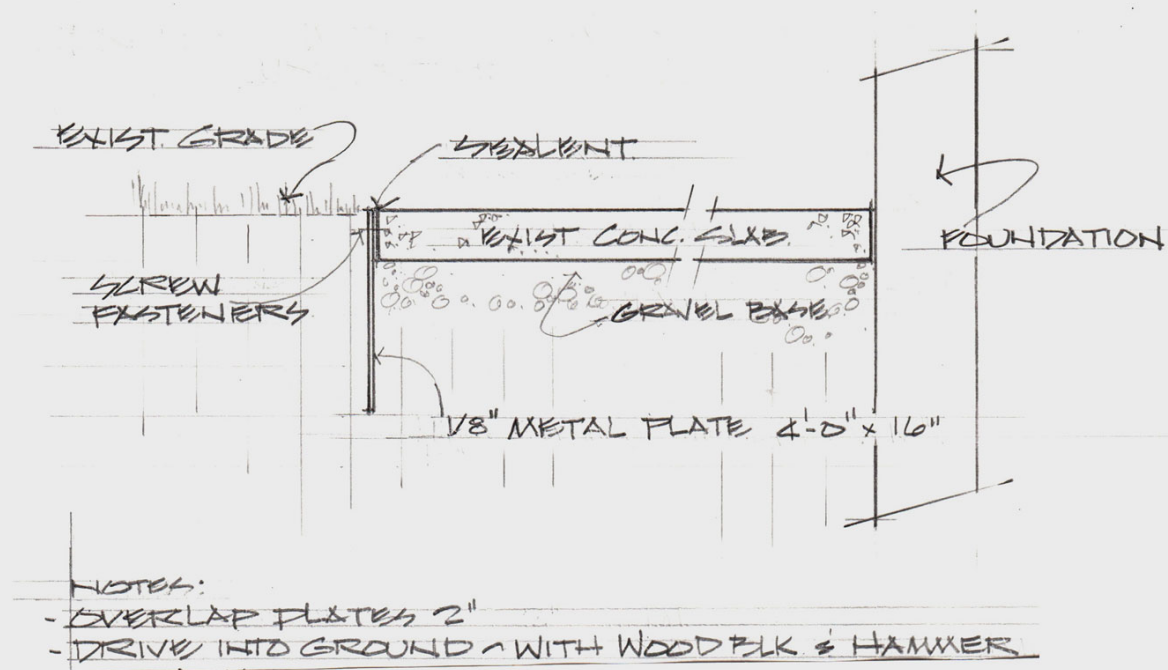 EXIST. GRADE
SEALENT
EXIST CONC. SLAB.
FOUNDATION
SCREW
FASTENERS
GRAVEL BASE
1/8" METAL PLATE 4'-0" x 16"
NOTES:
- OVERLAP PLATES 2"
- DRIVE INTO GROUND ~ WITH WOOD BLK & HAMMER